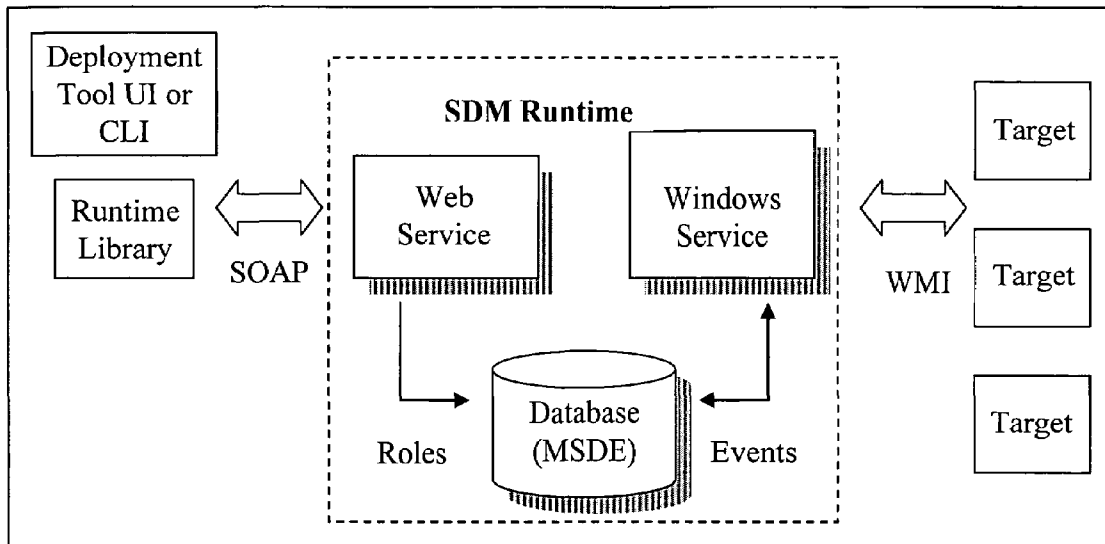 Deployment
Tool UI or
CLI
Runtime
Library
SOAP
SDM Runtime
Web
Service
Windows
Service
Database
(MSDE)
Roles
Events
WMI
Target
Target
Target